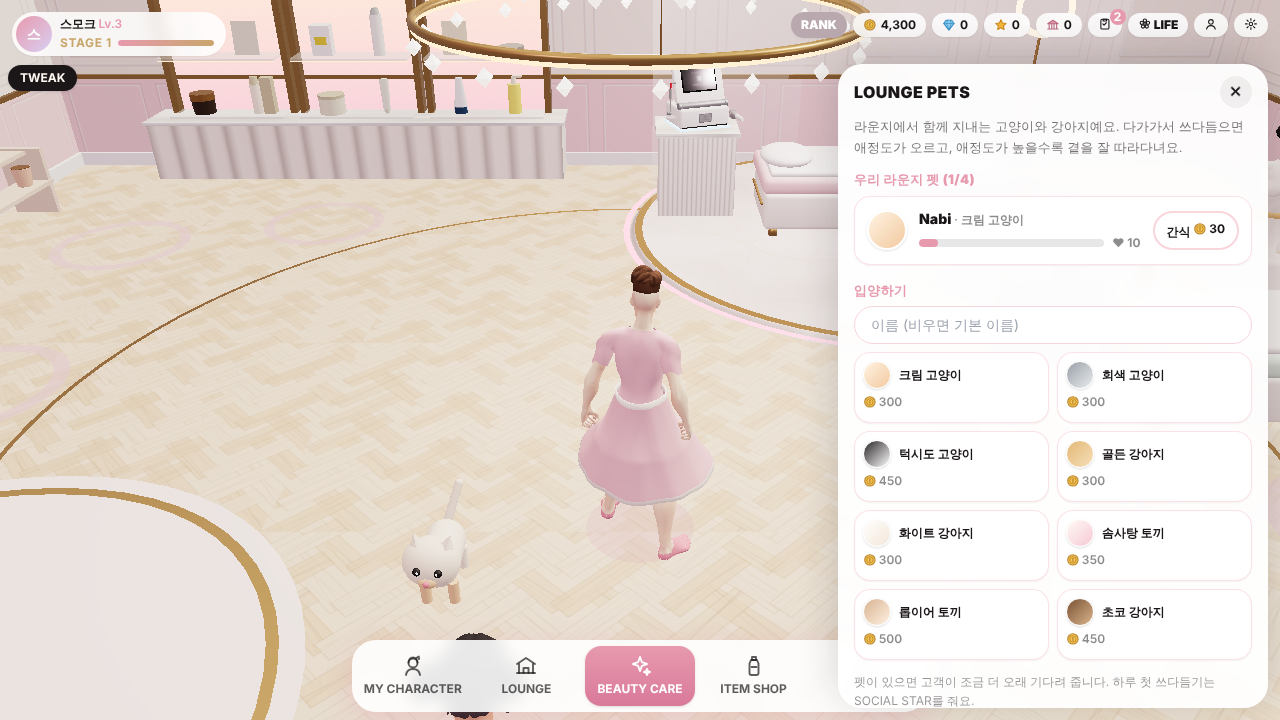 스
스모크 Lv.3
STAGE 1
RANK
4,300
0
0
0
2
LIFE
TWEAK
LOUNGE PETS
라운지에서 함께 지내는 고양이와 강아지예요. 다가가서 쓰다듬으면
애정도가 오르고, 애정도가 높을수록 곁을 잘 따라다녀요.
우리 라운지 펫 (1/4)
Nabi · 크림 고양이
10
간식 30
입양하기
이름 (비우면 기본 이름)
크림 고양이
300
회색 고양이
300
턱시도 고양이
450
골든 강아지
300
화이트 강아지
300
솜사탕 토끼
350
롭이어 토끼
500
초코 강아지
450
펫이 있으면 고객이 조금 더 오래 기다려 줍니다. 하루 첫 쓰다듬기는
SOCIAL STAR를 줘요.
MY CHARACTER
LOUNGE
BEAUTY CARE
ITEM SHOP